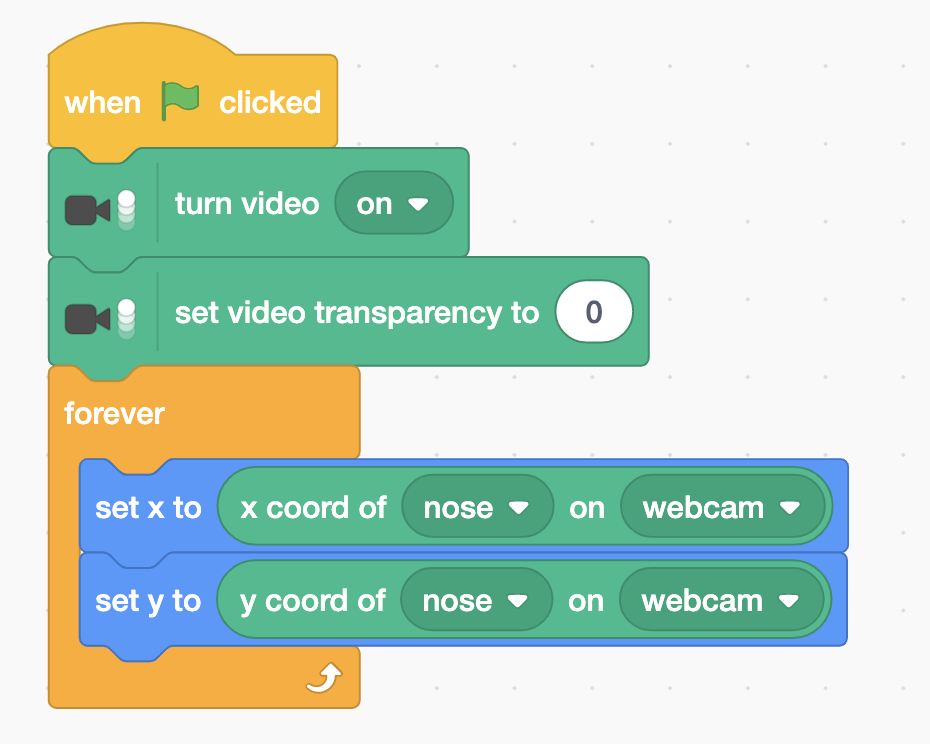 when clicked
turn video on
set video transparency to 0
forever
set x to x coord of nose on webcam
set y to y coord of nose on webcam